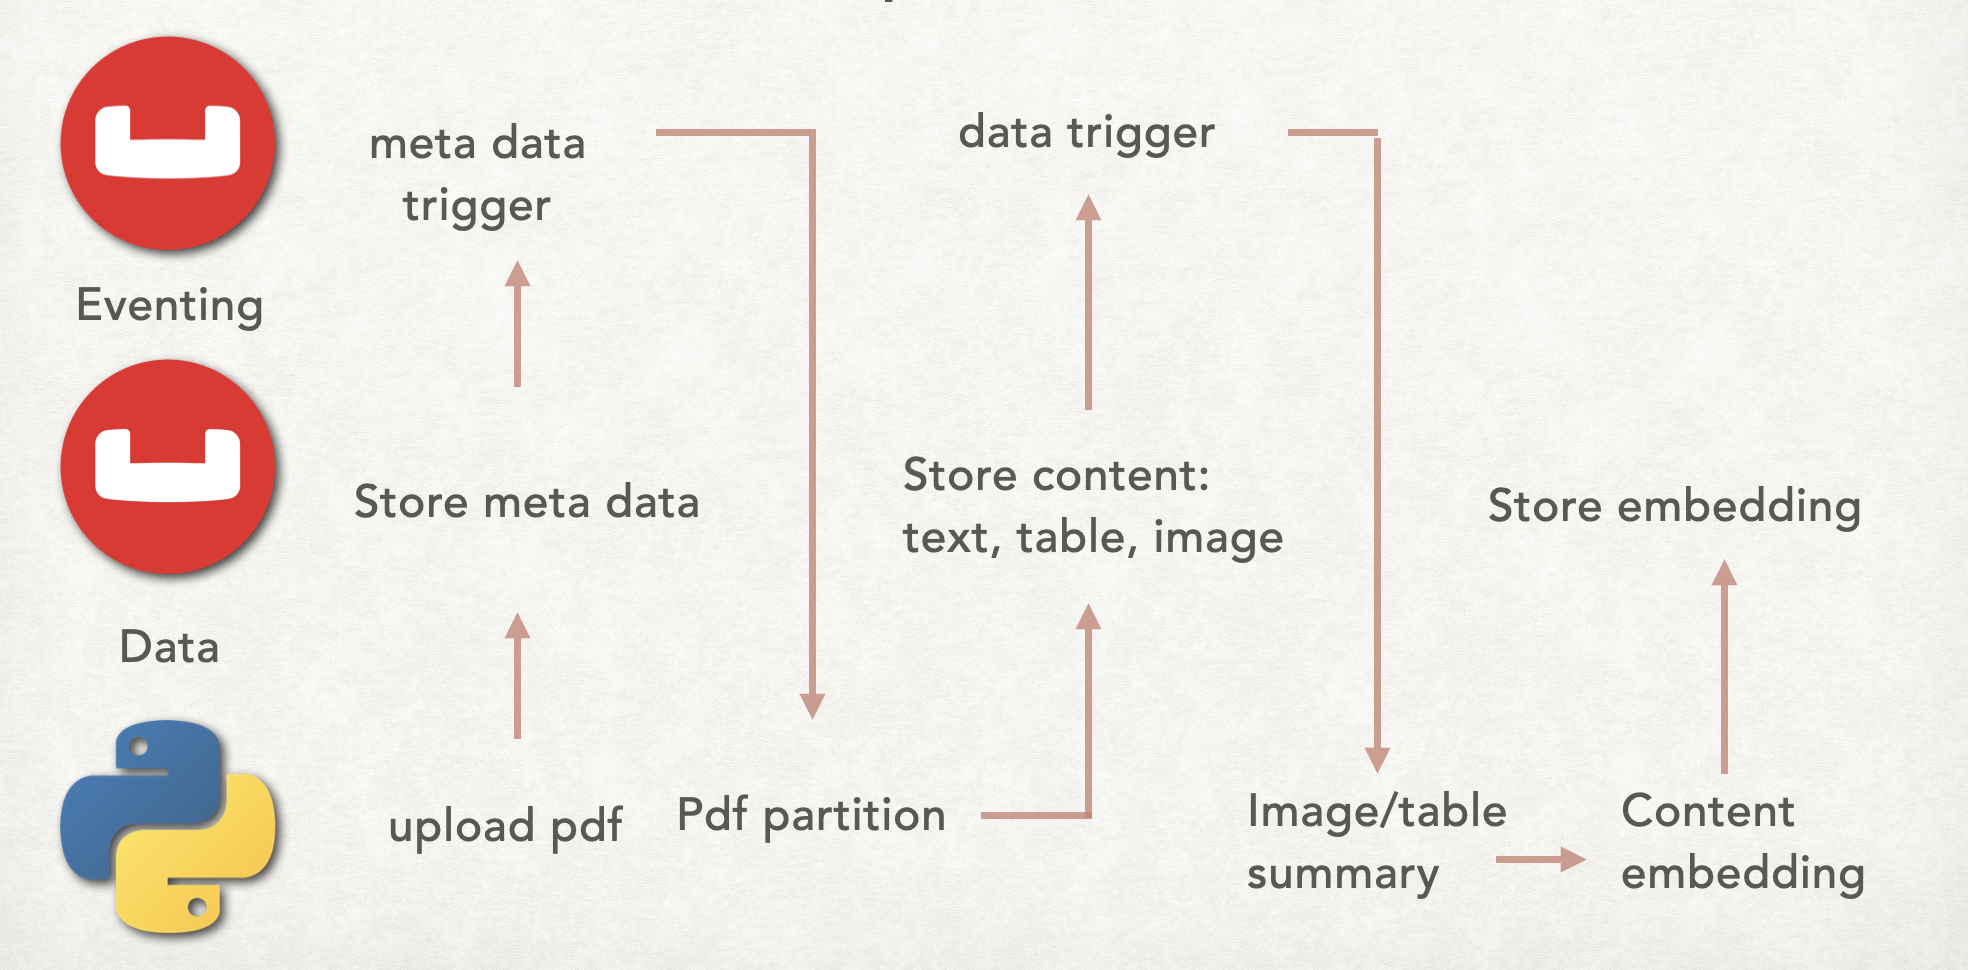 meta data
trigger
data trigger
Eventing
Store meta data
Store content:
text, table, image
Store embedding
Data
upload pdf
Pdf partition
Image/table
summary
Content
embedding